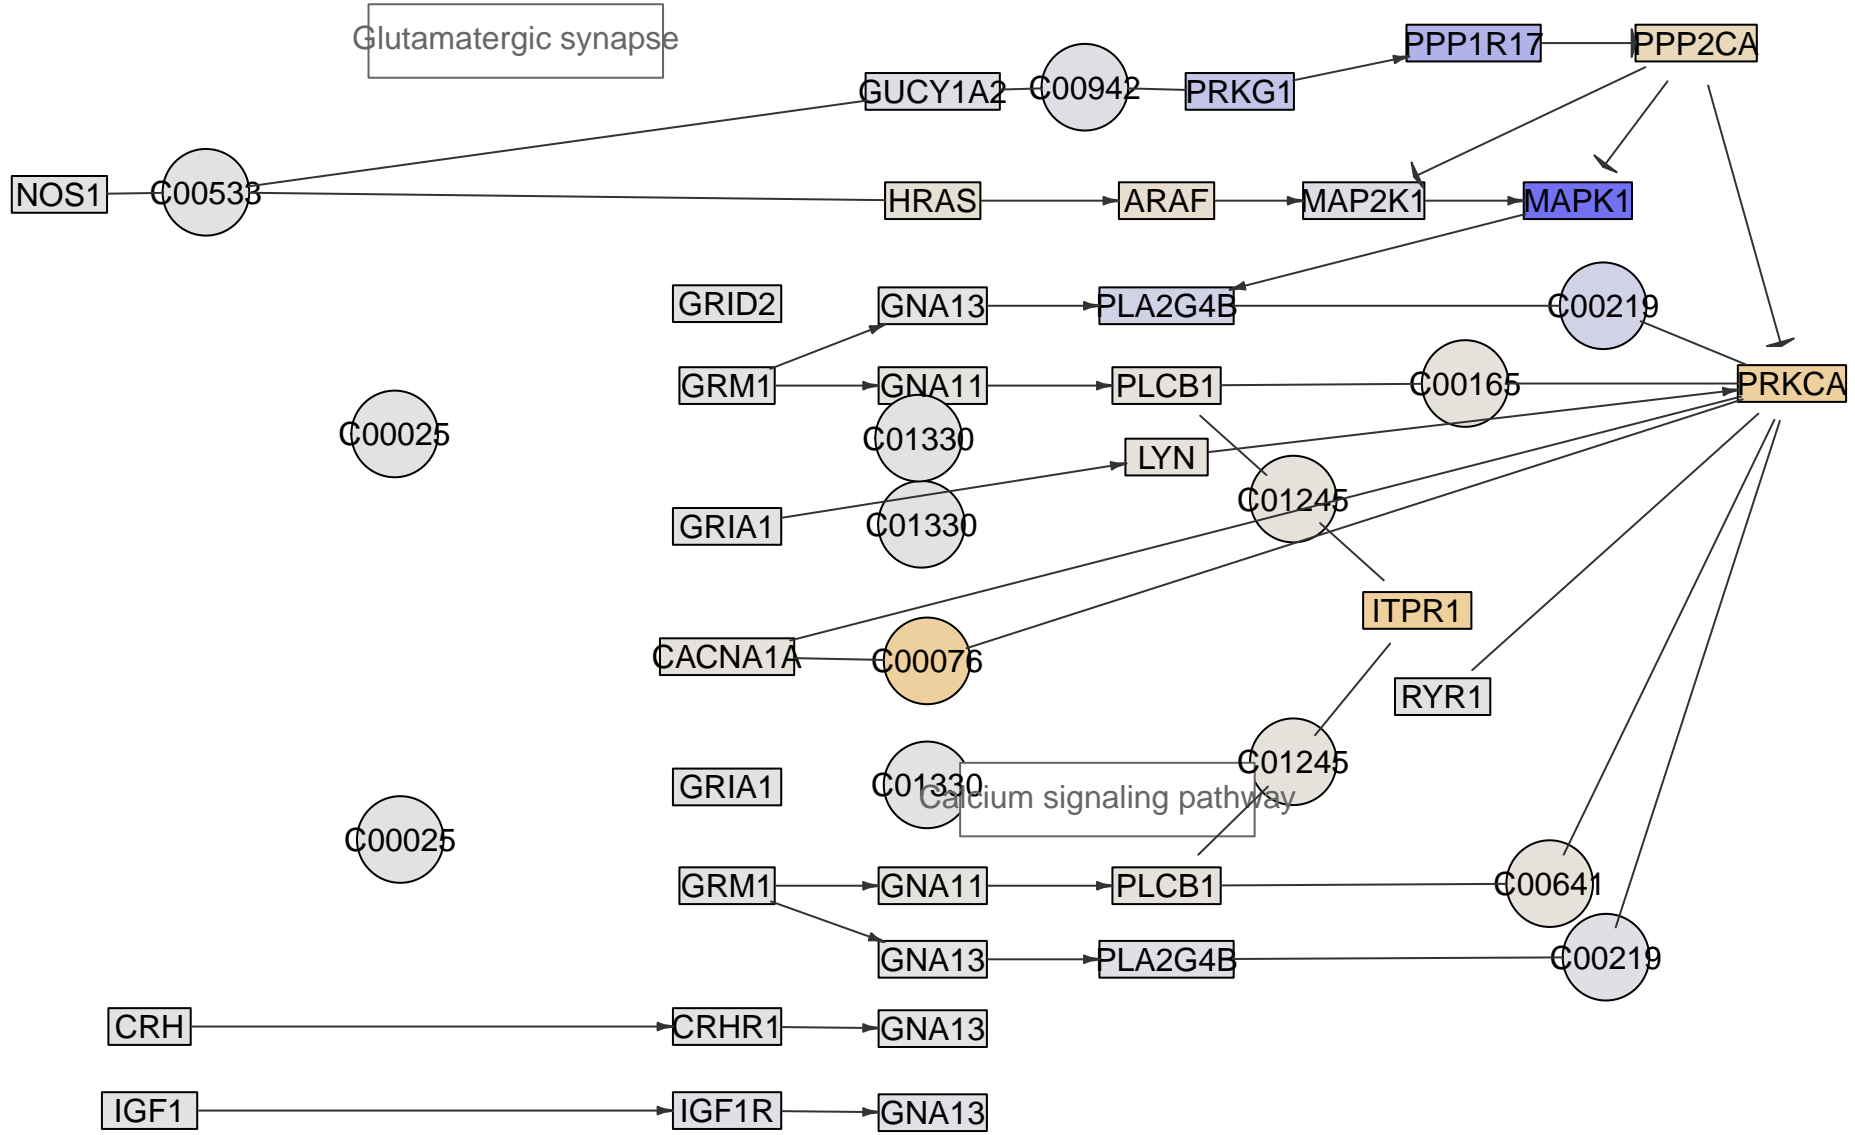 Glutamatergic synapse
PPP1R17
PPP2CA
GUCY1A2
C00942
PRKG1
NOS1
C00533
HRAS
ARAF
MAP2K1
MAPK1
GRID2
GNA13
PLA2G4B
C00219
GRM1
GNA11
PLCB1
C00165
PRKCA
C00025
C01330
LYN
GRIA1
C01330
C01245
ITPR1
CACNA1A
C00076
RYR1
GRIA1
C01330
C01245
Calcium signaling pathway
C00025
GRM1
GNA11
PLCB1
C00641
GNA13
PLA2G4B
C00219
CRH
CRHR1
GNA13
IGF1
IGF1R
GNA13